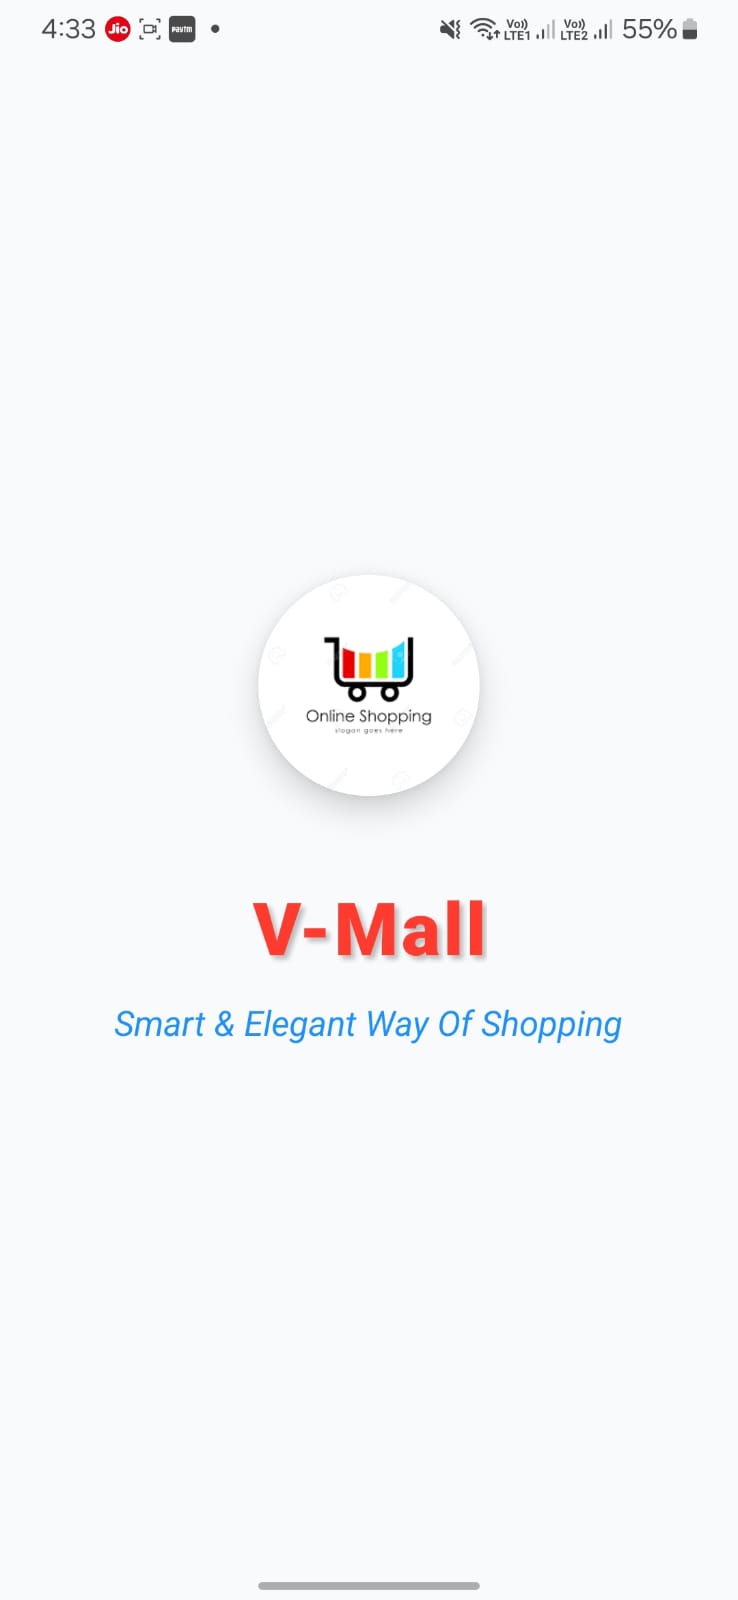 4:33 Jio Paytm Vo)) LTE1 Vo)) LTE2 55%
Online Shopping
slogan goes here
V-Mall
Smart & Elegant Way Of Shopping